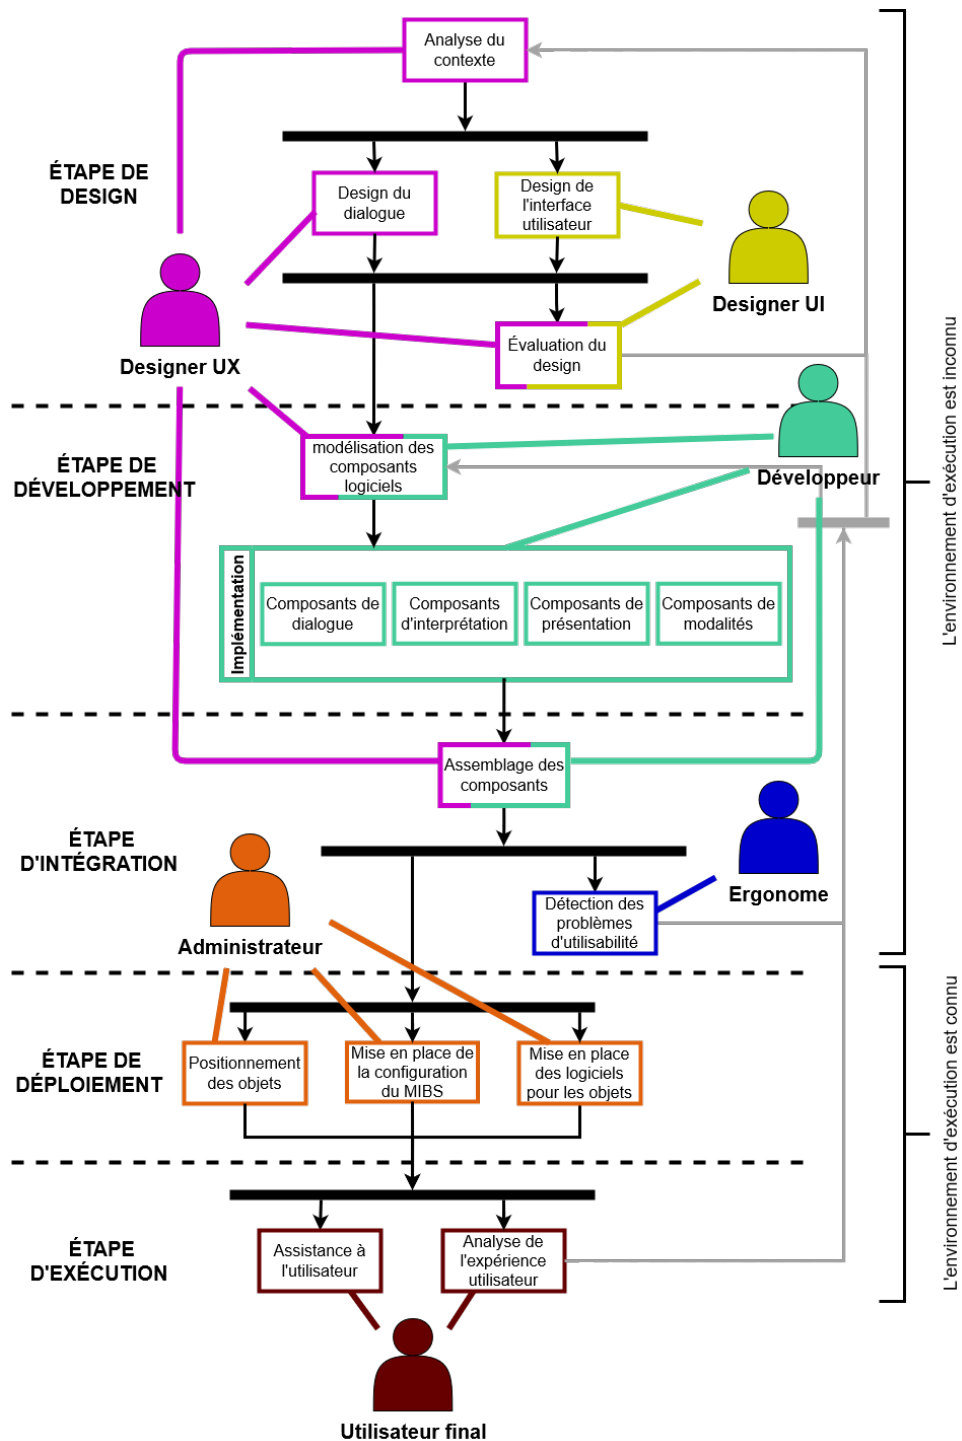 Analyse du
contexte
ÉTAPE DE
DESIGN
Design du
dialogue
Design de
l'interface
utilisateur
Designer UI
Designer UX
Évaluation du
design
L'environnement d'exécution est inconnu
ÉTAPE DE
DÉVELOPPEMENT
modélisation des
composants
logiciels
Développeur
Implémentation
Composants de
dialogue
Composants
d'interprétation
Composants de
présentation
Composants de
modalités
Assemblage des
composants
ÉTAPE
D'INTÉGRATION
Administrateur
Détection des
problèmes
d'utilisabilité
Ergonome
ÉTAPE DE
DÉPLOIEMENT
Positionnement
des objets
Mise en place de
la configuration
du MIBS
Mise en place
des logiciels
pour les objets
L'environnement d'exécution est connu
ÉTAPE
D'EXÉCUTION
Assistance à
l'utilisateur
Analyse de
l'expérience
utilisateur
Utilisateur final